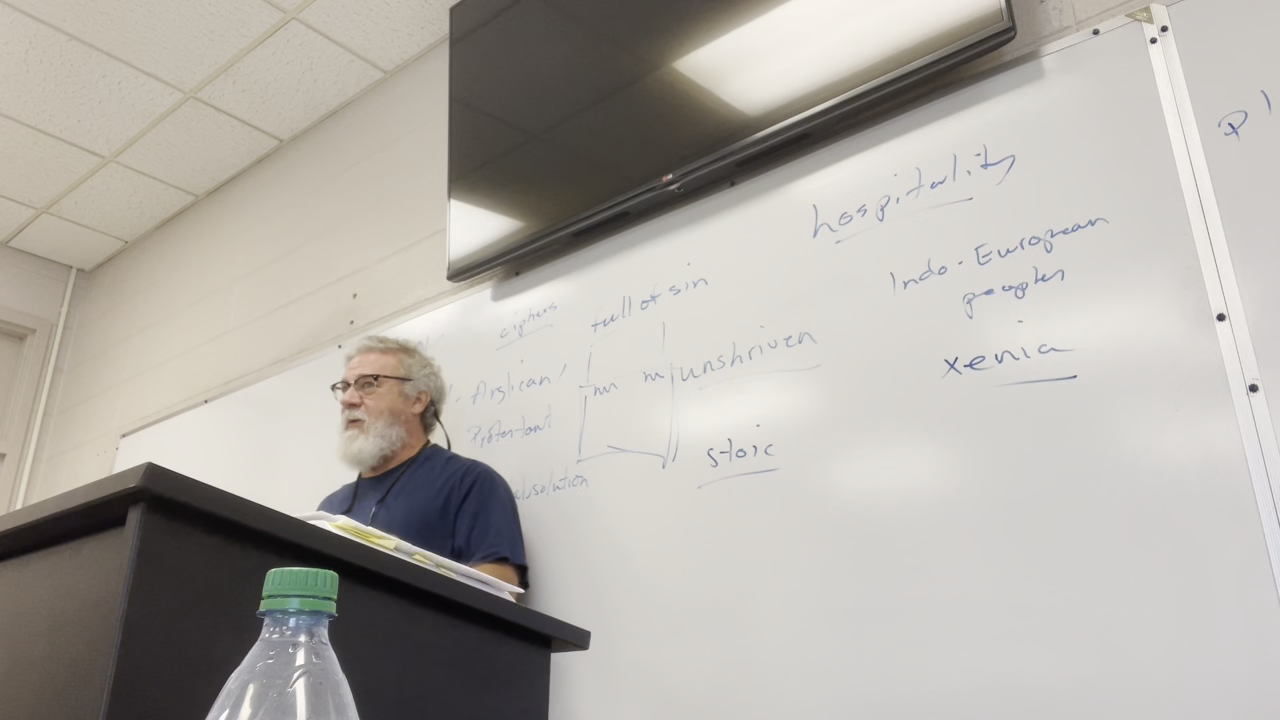 hospitality
Indo-European
peoples
xenia
ciphers
full of sin
'Anglican'
Protestant
absolution
unshriven
stoic
P'